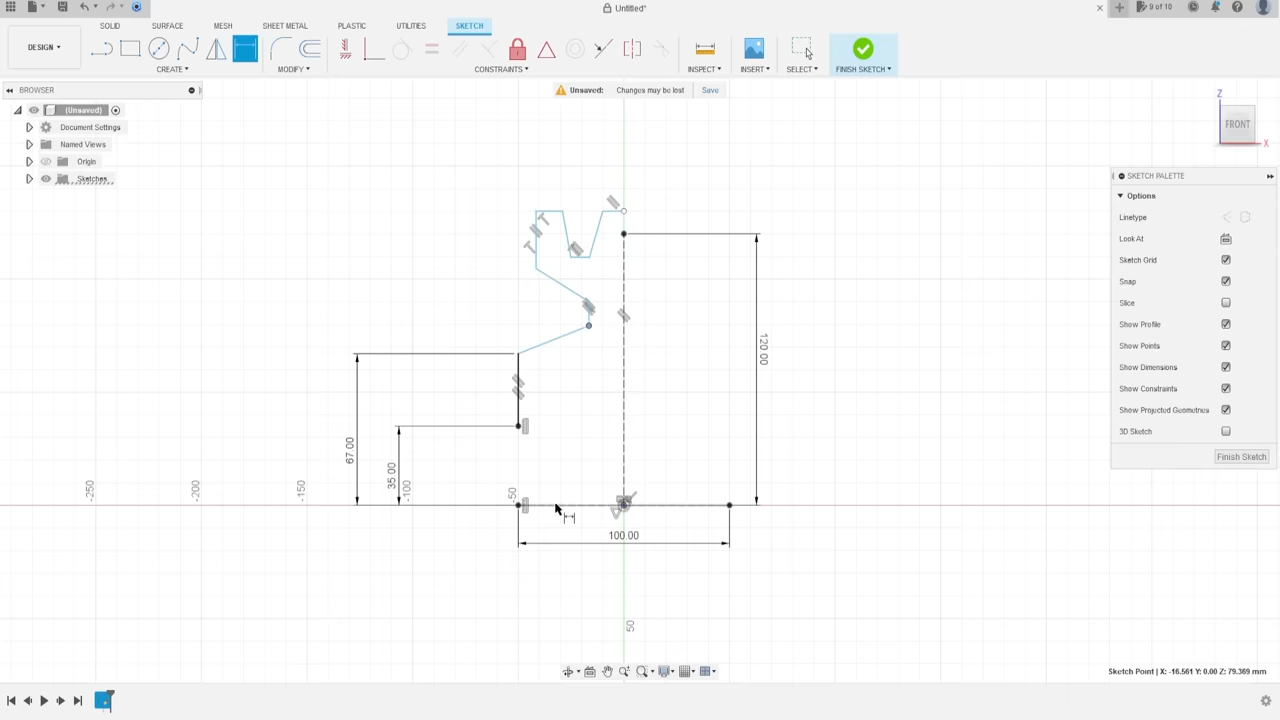 Untitled*
9 of 10
SOLID
SURFACE
MESH
SHEET METAL
PLASTIC
UTILITIES
SKETCH
DESIGN
CREATE
MODIFY
CONSTRAINTS
INSPECT
INSERT
SELECT
FINISH SKETCH
BROWSER
Unsaved: Changes may be lost Save
(Unsaved)
Document Settings
Named Views
Origin
Sketches
Z
FRONT
X
SKETCH PALETTE
Options
Linetype
Look At
Sketch Grid
Snap
Slice
Show Profile
Show Points
Show Dimensions
Show Constraints
Show Projected Geometries
3D Sketch
Finish Sketch
120.00
67.00
35.00
-250
-200
-150
-100
-50
100.00
50
Sketch Point | X: -16.561 Y: 0.00 Z: 79.369 mm